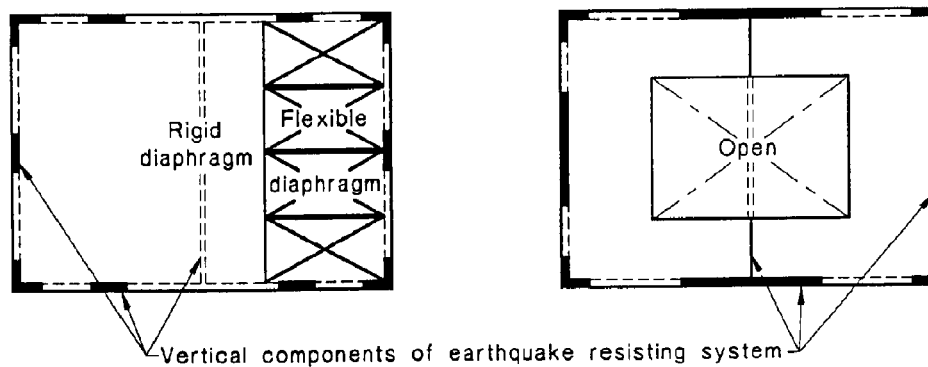 Rigid
diaphragm
Flexible
diaphragm
Open
Vertical components of earthquake resisting system